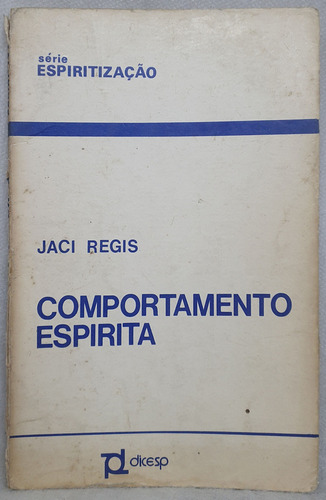 série
ESPIRITIZAÇÃO
JACI REGIS
COMPORTAMENTO
ESPIRITA
dicesp